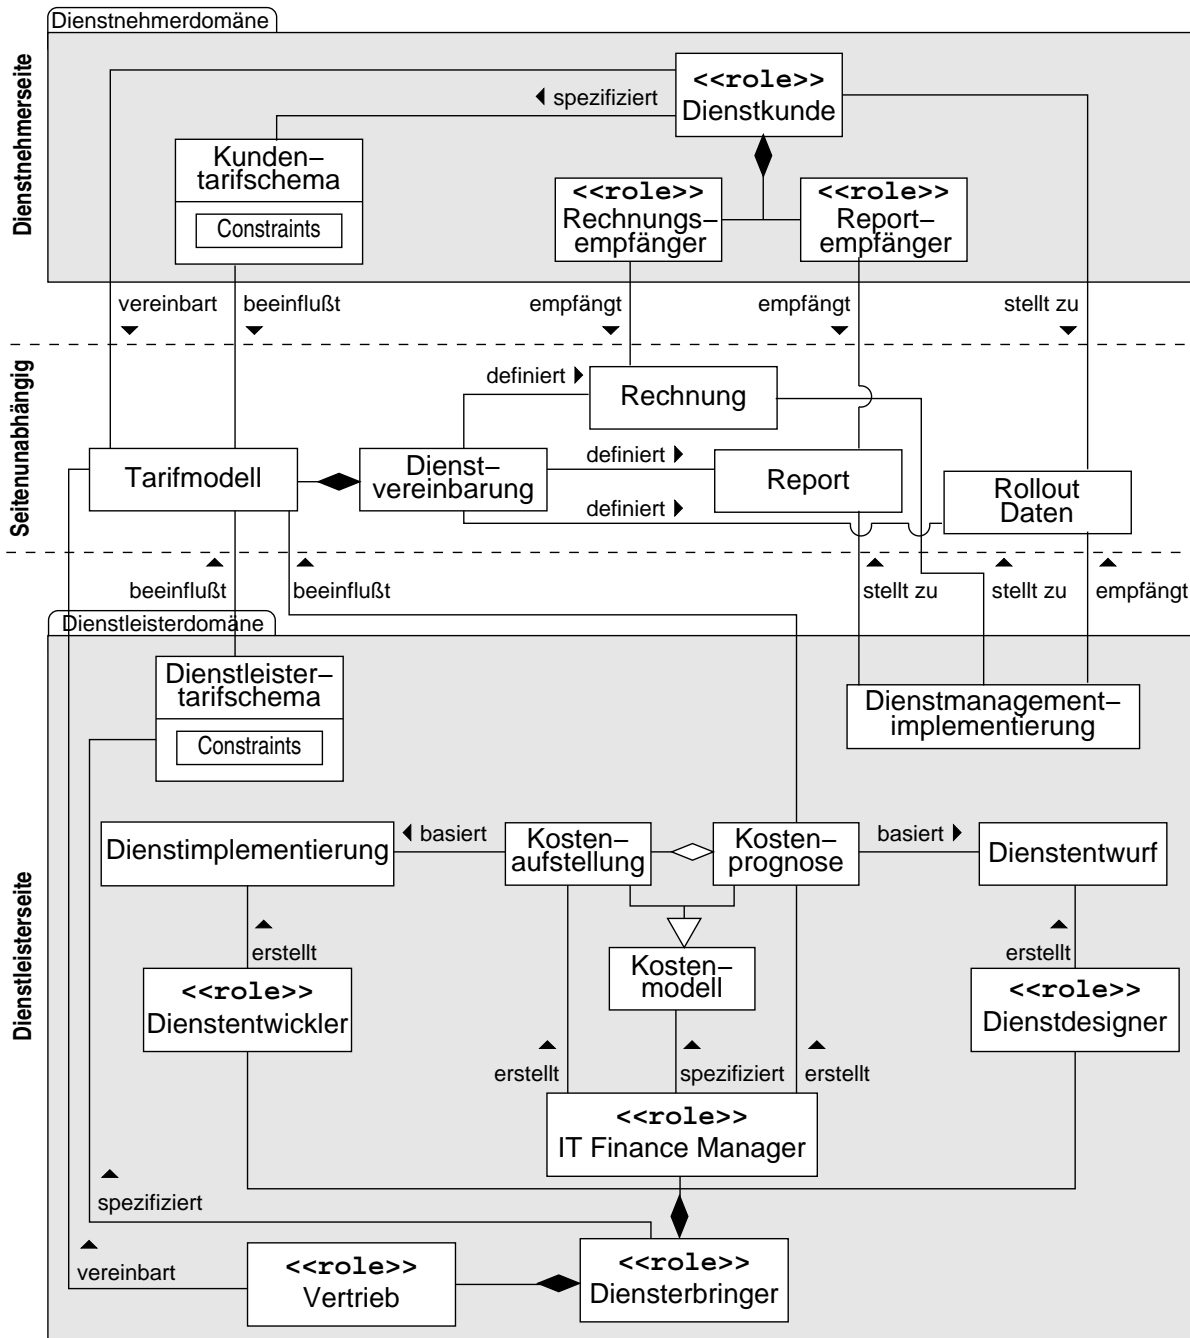 Dienstnehmerdomäne
Dienstnehmerseite
<<role>>
Dienstkunde
spezifiziert
Kunden–
tarifschema
Constraints
<<role>>
Rechnungs–
empfänger
<<role>>
Report–
empfänger
vereinbart
beeinflußt
empfängt
empfängt
stellt zu
Seitenunabhängig
definiert
Rechnung
Tarifmodell
Dienst–
vereinbarung
definiert
Report
definiert
Rollout
Daten
beeinflußt
beeinflußt
stellt zu
stellt zu
empfängt
Dienstleisterdomäne
Dienstleisterseite
Dienstleister–
tarifschema
Constraints
Dienstmanagement–
implementierung
Dienstimplementierung
basiert
Kosten–
aufstellung
Kosten–
prognose
basiert
Dienstentwurf
erstellt
Kosten–
modell
erstellt
<<role>>
Dienstentwickler
<<role>>
Dienstdesigner
erstellt
spezifiziert
erstellt
<<role>>
IT Finance Manager
spezifiziert
vereinbart
<<role>>
Vertrieb
<<role>>
Diensterbringer